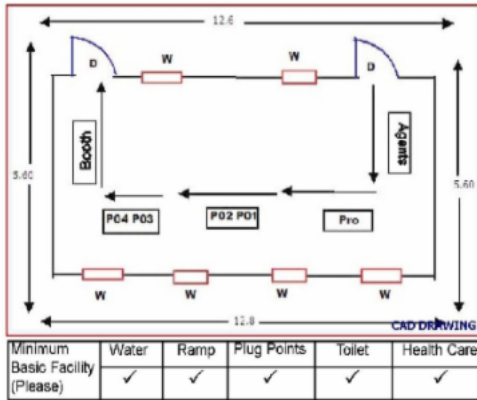 12.6
D
W
W
D
Booth
Agents
5.60
5.60
P04 P03
P02 P01
Pro
W
W
W
W
12.8
CAD DRAWING
Minimum Basic Facility (Please)
Water
Ramp
Plug Points
Toilet
Health Care
✓
✓
✓
✓
✓